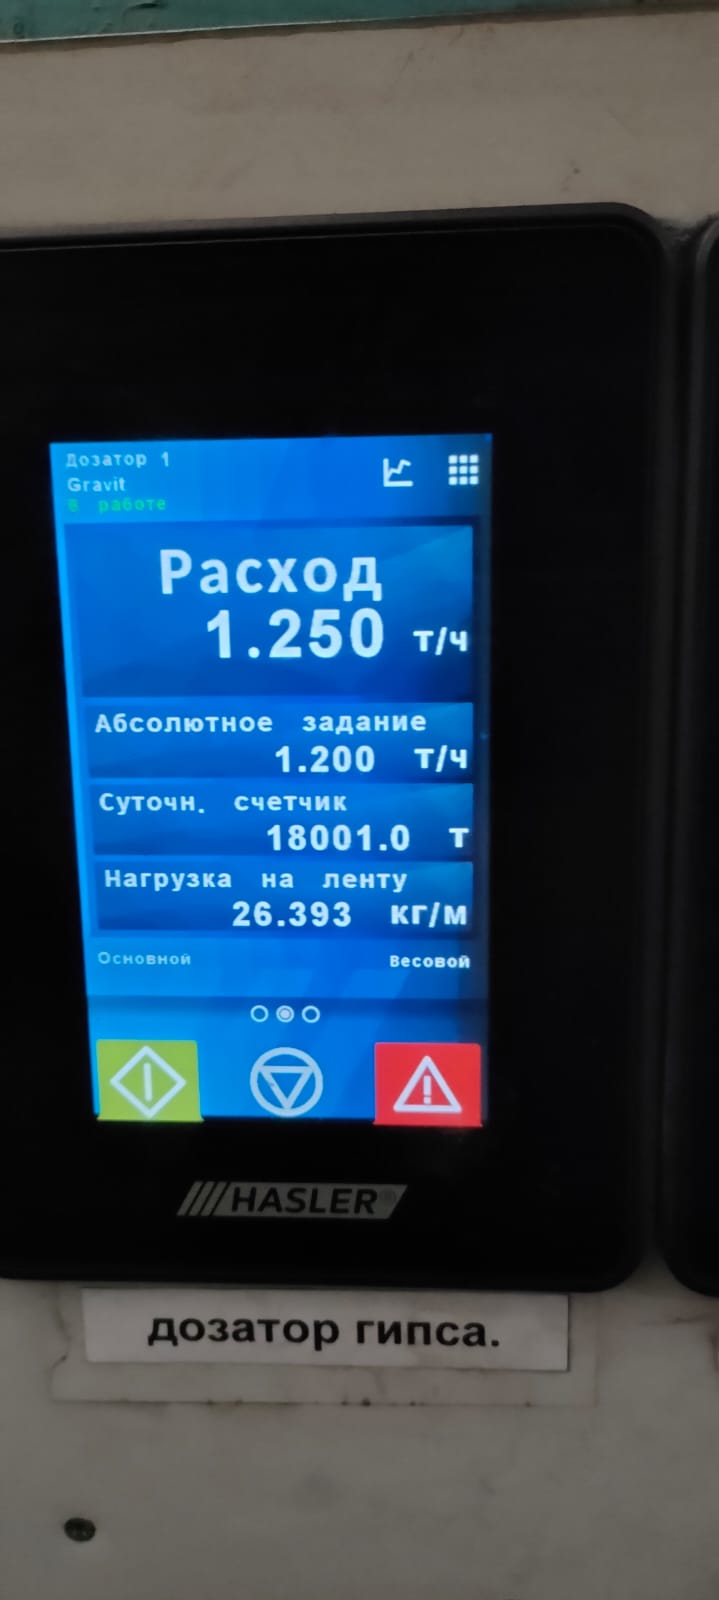 Дозатор 1
Gravit
В работе
Расход
1.250 т/ч
Абсолютное задание
1.200 т/ч
Суточн. счетчик
18001.0 т
Нагрузка на ленту
26.393 кг/м
Основной Весовой
HASLER
дозатор гипса.